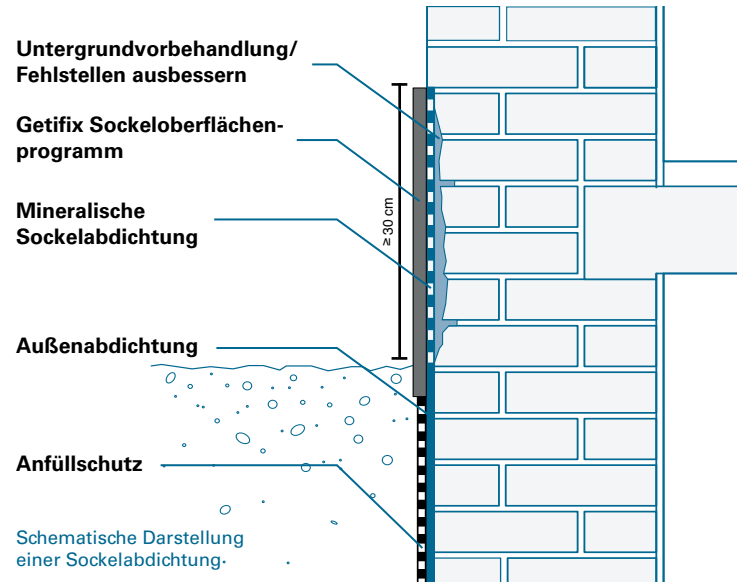 Untergrundvorbehandlung/
Fehlstellen ausbessern
Getifix Sockeloberflächen-
programm
Mineralische
Sockelabdichtung
≥ 30 cm
Außenabdichtung
Anfüllschutz
Schematische Darstellung
einer Sockelabdichtung·